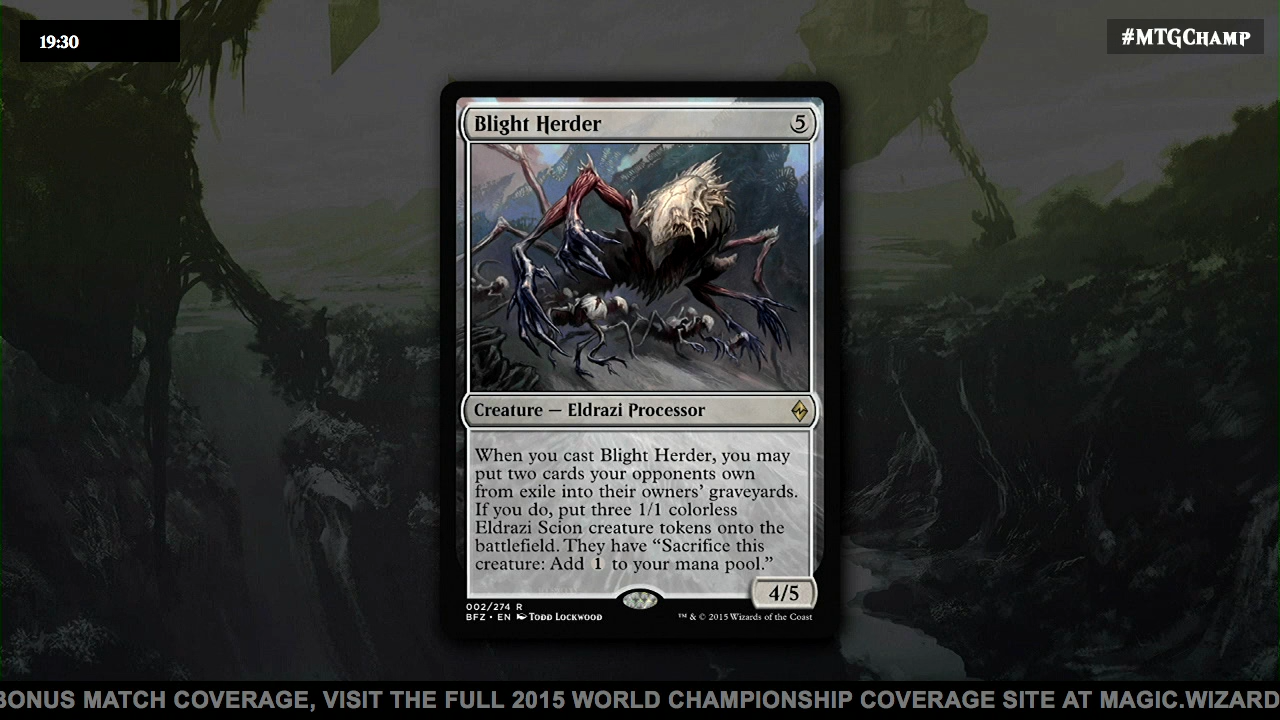 19:30
#MTGCHAMP
Blight Herder 5
Creature — Eldrazi Processor
When you cast Blight Herder, you may
put two cards your opponents own
from exile into their owners’ graveyards.
If you do, put three 1/1 colorless
Eldrazi Scion creature tokens onto the
battlefield. They have “Sacrifice this
creature: Add 1 to your mana pool.”
4/5
002/274 R
BFZ • EN Todd Lockwood
™ & © 2015 Wizards of the Coast
BONUS MATCH COVERAGE, VISIT THE FULL 2015 WORLD CHAMPIONSHIP COVERAGE SITE AT MAGIC.WIZARD